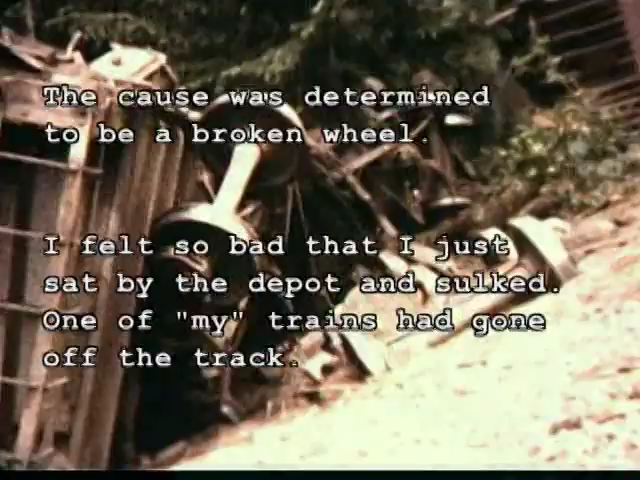 The cause was determined
to be a broken wheel.
I felt so bad that I just
sat by the depot and sulked.
One of "my" trains had gone
off the track.